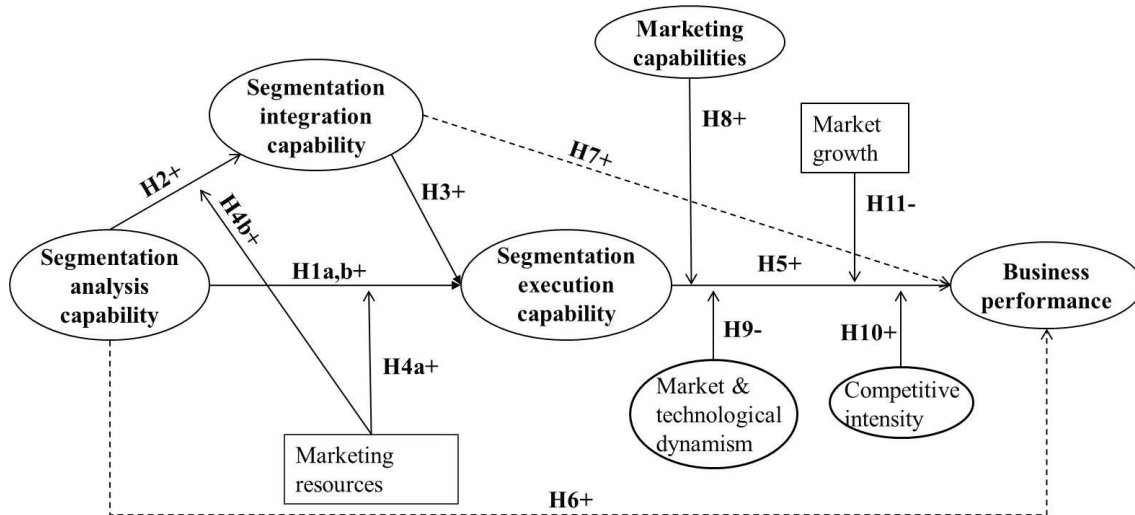 Marketing
capabilities
Segmentation
integration
capability
H8+
Market
growth
H7+
H2+
H3+
H4b+
H11-
Segmentation
analysis
capability
H1a,b+
Segmentation
execution
capability
H5+
Business
performance
H9-
H10+
H4a+
Market &
technological
dynamism
Competitive
intensity
Marketing
resources
H6+